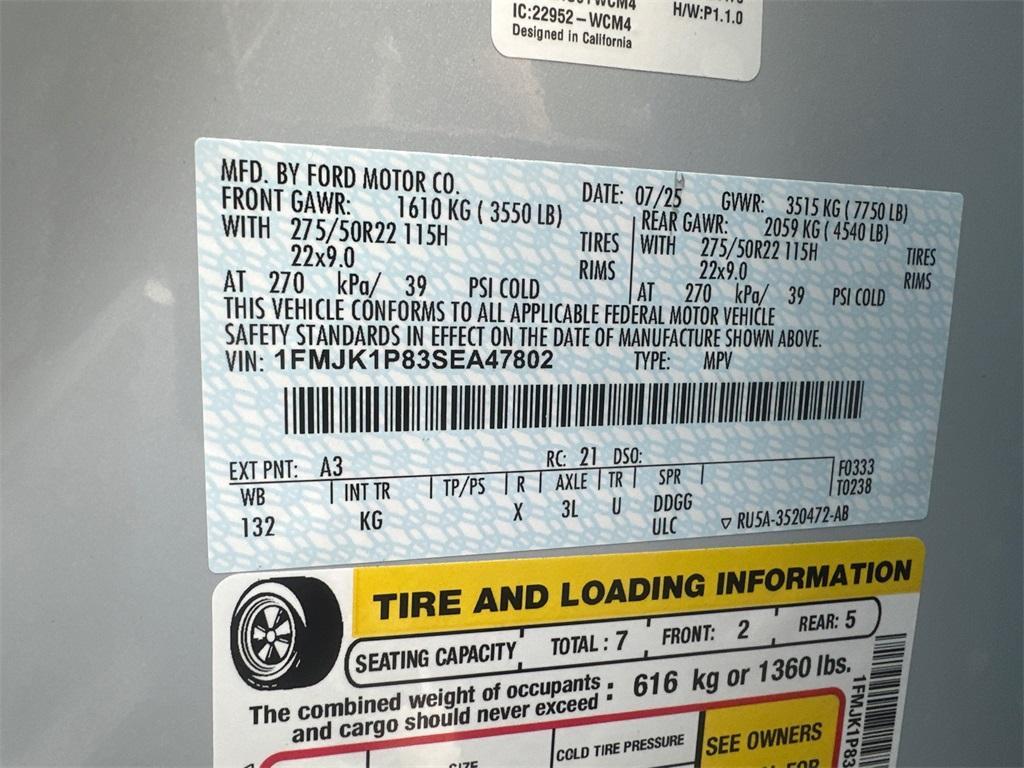 IC:22952-WCM4
H/W:P1.1.0
Designed in California
MFD. BY FORD MOTOR CO.
DATE: 07/25
GVWR: 3515 KG ( 7750 LB)
FRONT GAWR: 1610 KG ( 3550 LB)
REAR GAWR: 2059 KG ( 4540 LB)
WITH 275/50R22 115H TIRES
WITH 275/50R22 115H TIRES
22x9.0 RIMS
22x9.0 RIMS
AT 270 kPa/ 39 PSI COLD
AT 270 kPa/ 39 PSI COLD
THIS VEHICLE CONFORMS TO ALL APPLICABLE FEDERAL MOTOR VEHICLE
SAFETY STANDARDS IN EFFECT ON THE DATE OF MANUFACTURE SHOWN ABOVE.
VIN: 1FMJK1P83SEA47802 TYPE: MPV
EXT PNT: A3 RC: 21 DSO:
WB INT TR TP/PS R AXLE TR SPR F0333
T0238
132 KG X 3L U DDGG
ULC ▽ RU5A-3520472-AB
TIRE AND LOADING INFORMATION
SEATING CAPACITY TOTAL : 7 FRONT: 2 REAR: 5
The combined weight of occupants
and cargo should never exceed : 616 kg or 1360 lbs.
COLD TIRE PRESSURE
SEE OWNERS
1FMJK1P83